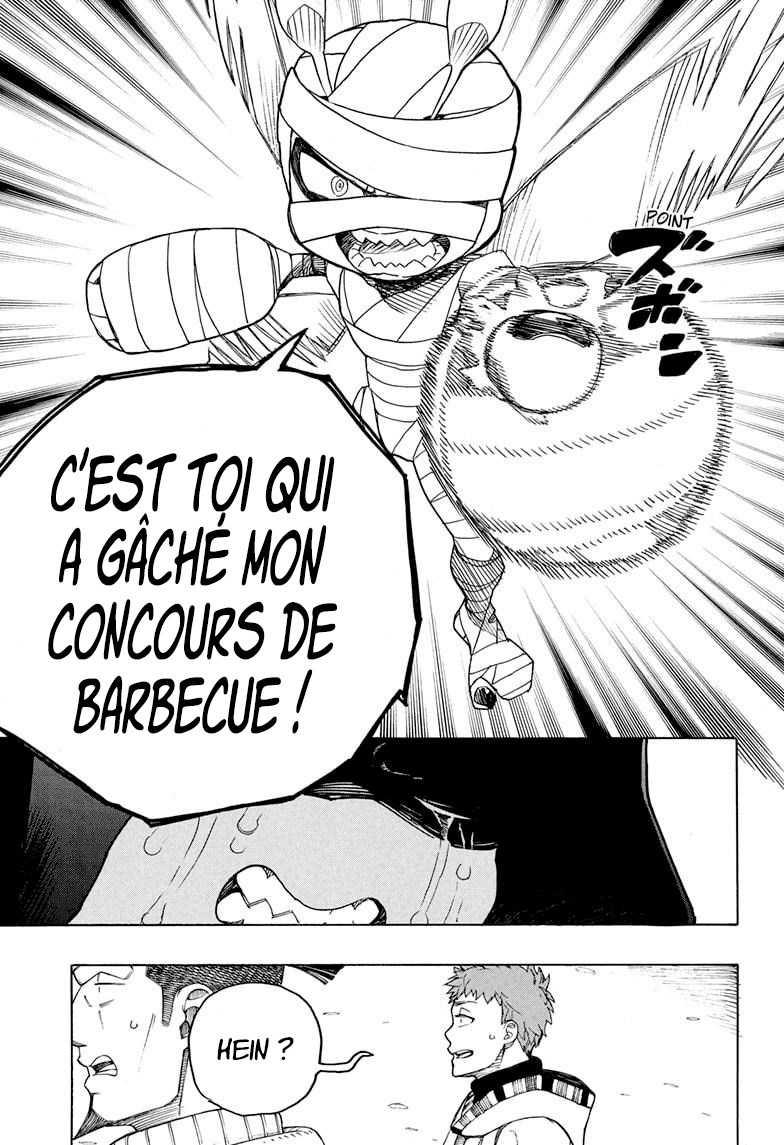 POINT
ズボン
C'EST TOI QUI
A GÂCHÉ MON
CONCOURS DE
BARBECUE !
HEIN ?